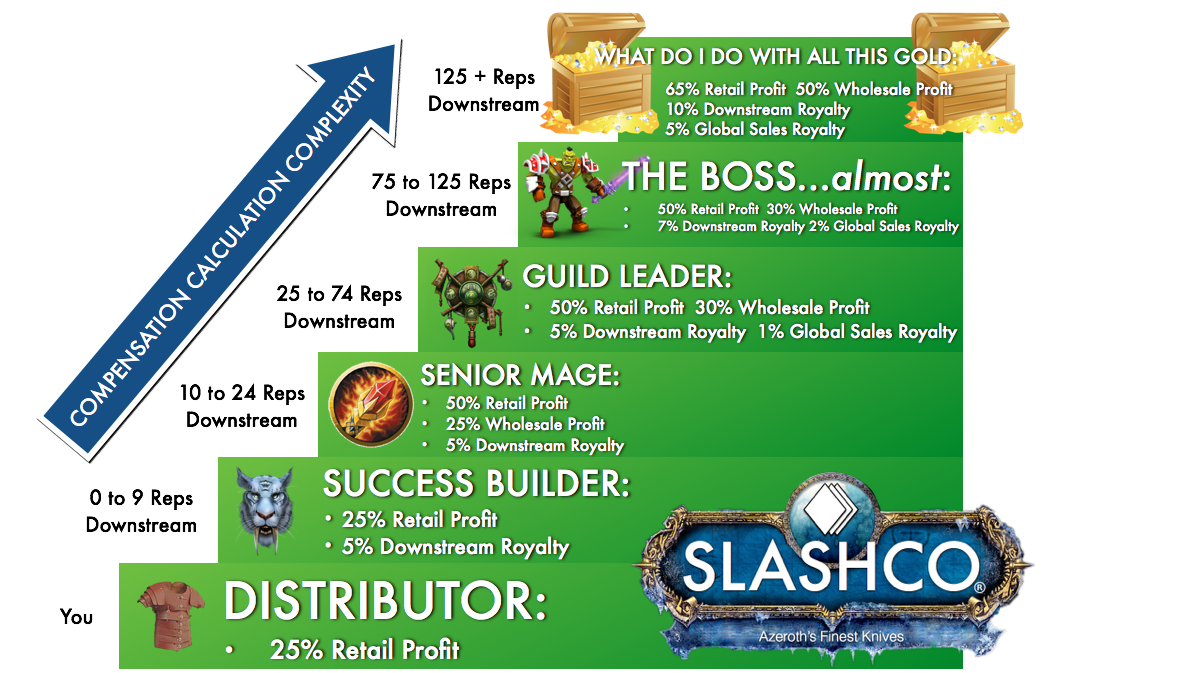 125 + Reps
Downstream
WHAT DO I DO WITH ALL THIS GOLD:
65% Retail Profit 50% Wholesale Profit
10% Downstream Royalty
5% Global Sales Royalty
75 to 125 Reps
Downstream
THE BOSS...almost:
• 50% Retail Profit 30% Wholesale Profit
• 7% Downstream Royalty 2% Global Sales Royalty
25 to 74 Reps
Downstream
GUILD LEADER:
• 50% Retail Profit 30% Wholesale Profit
• 5% Downstream Royalty 1% Global Sales Royalty
10 to 24 Reps
Downstream
SENIOR MAGE:
• 50% Retail Profit
• 25% Wholesale Profit
• 5% Downstream Royalty
0 to 9 Reps
Downstream
SUCCESS BUILDER:
• 25% Retail Profit
• 5% Downstream Royalty
You
DISTRIBUTOR:
• 25% Retail Profit
COMPENSATION CALCULATION COMPLEXITY
SLASHCO®
Azeroth's Finest Knives